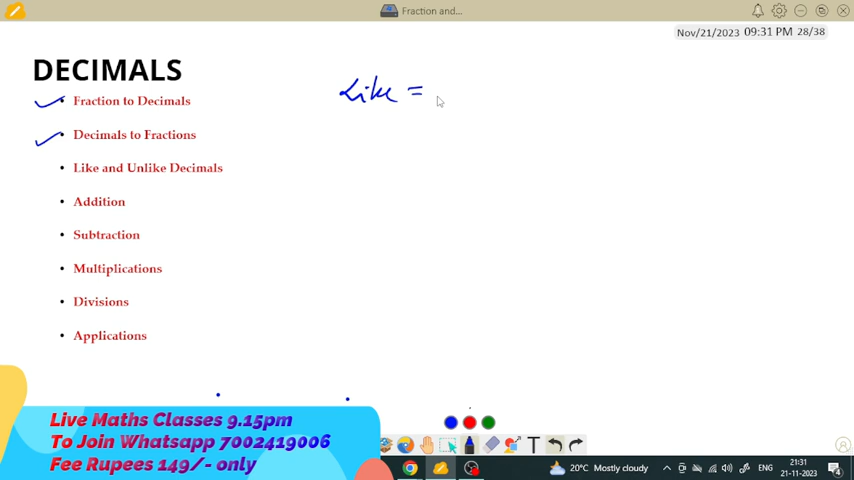 Fraction and...
Nov/21/2023 09:31 PM 28/38
DECIMALS
Like =
• Fraction to Decimals
• Decimals to Fractions
• Like and Unlike Decimals
• Addition
• Subtraction
• Multiplications
• Divisions
• Applications
Live Maths Classes 9.15pm
To Join Whatsapp 7002419006
Fee Rupees 149/- only
T
20°C Mostly cloudy ENG 21:31
21-11-2023 4